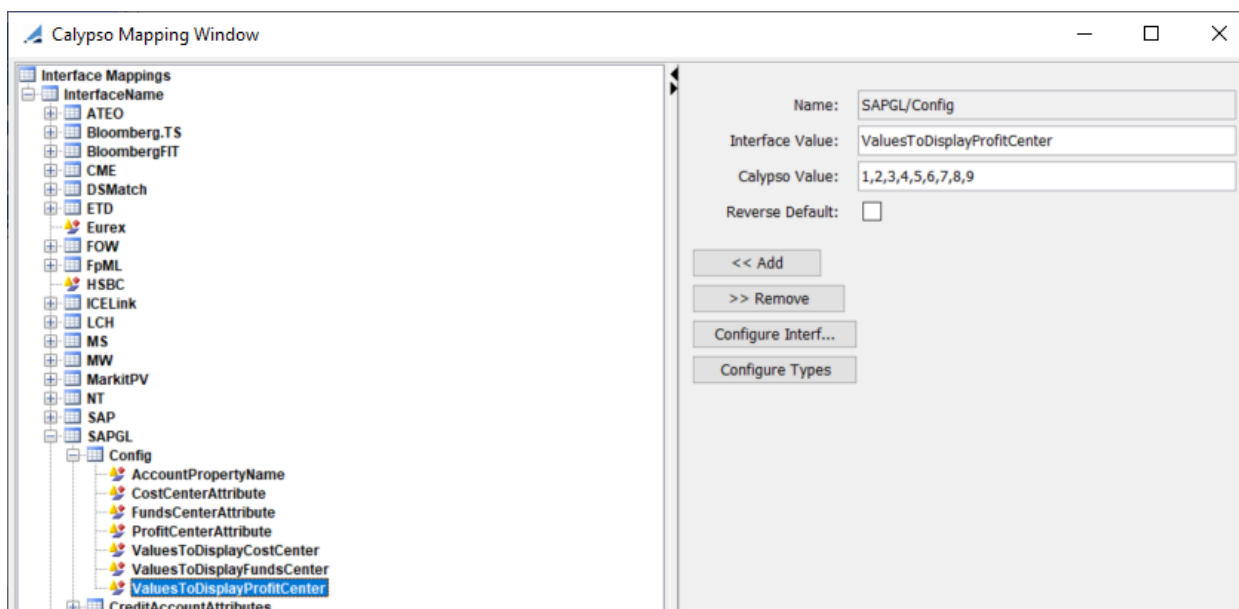 Calypso Mapping Window
Interface Mappings
InterfaceName
ATEO
Bloomberg.TS
BloombergFIT
CME
DSMatch
ETD
Eurex
FOW
FpML
HSBC
ICELink
LCH
MS
MW
MarkitPV
NT
SAP
SAPGL
Config
AccountPropertyName
CostCenterAttribute
FundsCenterAttribute
ProfitCenterAttribute
ValuesToDisplayCostCenter
ValuesToDisplayFundsCenter
ValuesToDisplayProfitCenter
CreditAccountAttributes
Name: SAPGL/Config
Interface Value: ValuesToDisplayProfitCenter
Calypso Value: 1,2,3,4,5,6,7,8,9
Reverse Default:
<< Add
>> Remove
Configure Interf...
Configure Types